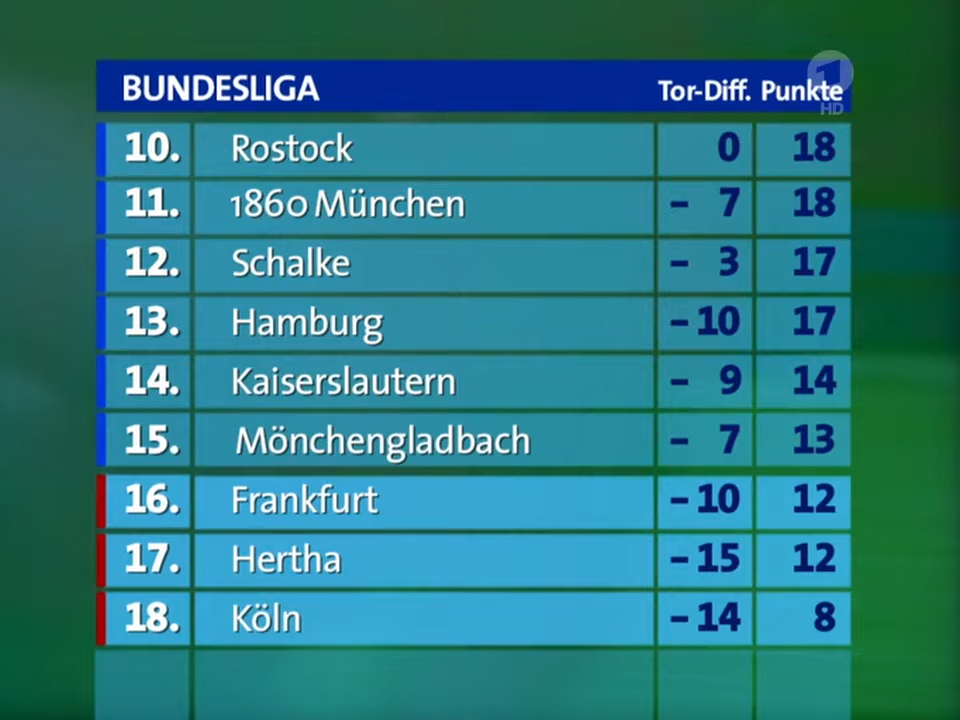 BUNDESLIGA Tor-Diff. Punkte
10. Rostock 0 18
11. 1860 München - 7 18
12. Schalke - 3 17
13. Hamburg - 10 17
14. Kaiserslautern - 9 14
15. Mönchengladbach - 7 13
16. Frankfurt - 10 12
17. Hertha - 15 12
18. Köln - 14 8
1
HD